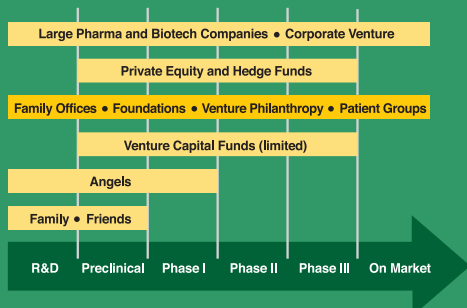 Large Pharma and Biotech Companies ● Corporate Venture
Private Equity and Hedge Funds
Family Offices ● Foundations ● Venture Philanthropy ● Patient Groups
Venture Capital Funds (limited)
Angels
Family ● Friends
R&D Preclinical Phase I Phase II Phase III On Market